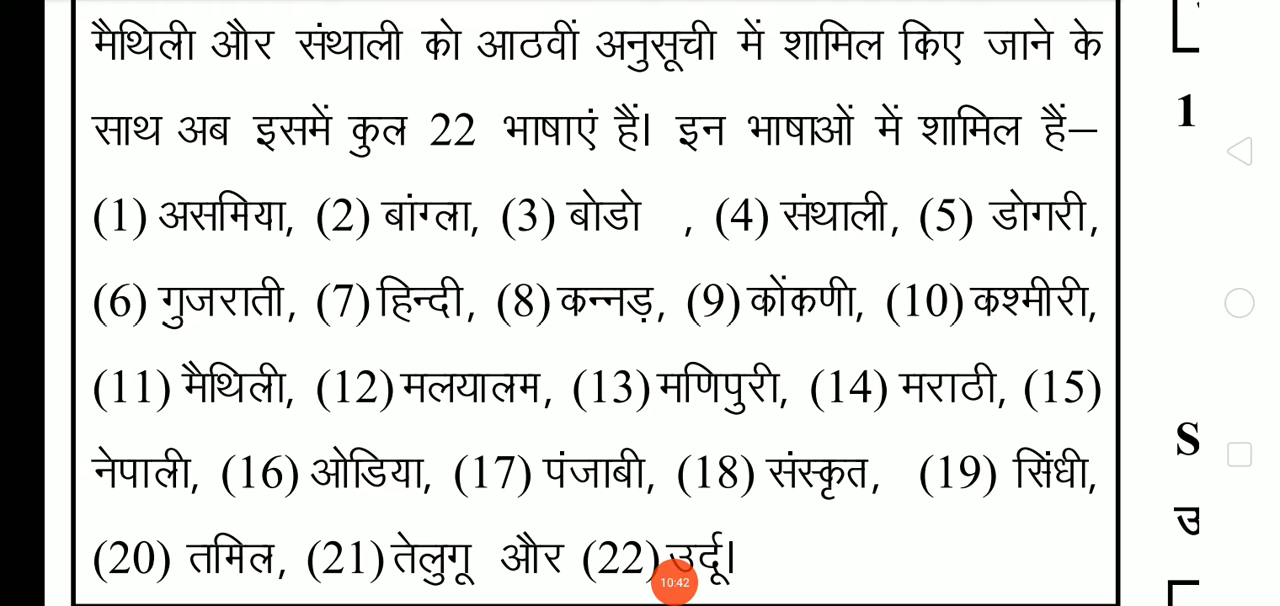 मैथिली और संथाली को आठवीं अनुसूची में शामिल किए जाने के
साथ अब इसमें कुल 22 भाषाएं हैं। इन भाषाओं में शामिल हैं–
(1) असमिया, (2) बांग्ला, (3) बोडो , (4) संथाली, (5) डोगरी,
(6) गुजराती, (7) हिन्दी, (8) कन्नड़, (9) कोंकणी, (10) कश्मीरी,
(11) मैथिली, (12) मलयालम, (13) मणिपुरी, (14) मराठी, (15)
नेपाली, (16) ओडिया, (17) पंजाबी, (18) संस्कृत, (19) सिंधी,
(20) तमिल, (21) तेलुगू और (22) उर्दू।
10:42
1
S
उ